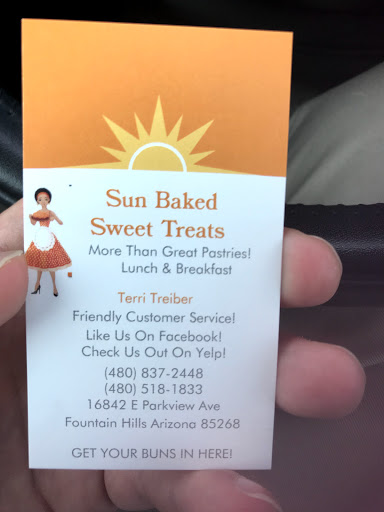 Sun Baked
Sweet Treats
More Than Great Pastries!
Lunch & Breakfast
Terri Treiber
Friendly Customer Service!
Like Us On Facebook!
Check Us Out On Yelp!
(480) 837-2448
(480) 518-1833
16842 E Parkview Ave
Fountain Hills Arizona 85268
GET YOUR BUNS IN HERE!